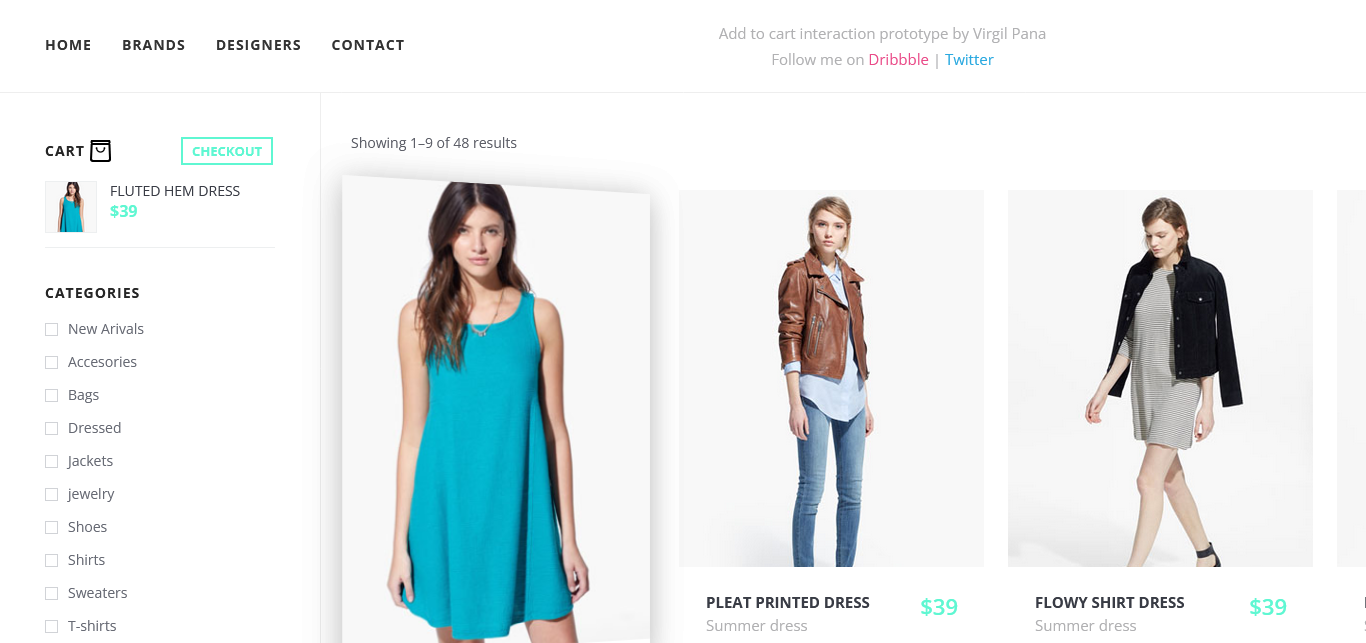 HOME BRANDS DESIGNERS CONTACT
Add to cart interaction prototype by Virgil Pana
Follow me on Dribbble | Twitter
CART CHECKOUT
FLUTED HEM DRESS
$39
CATEGORIES
New Arivals
Accesories
Bags
Dressed
Jackets
jewelry
Shoes
Shirts
Sweaters
T-shirts
Showing 1–9 of 48 results
PLEAT PRINTED DRESS $39
Summer dress
FLOWY SHIRT DRESS $39
Summer dress